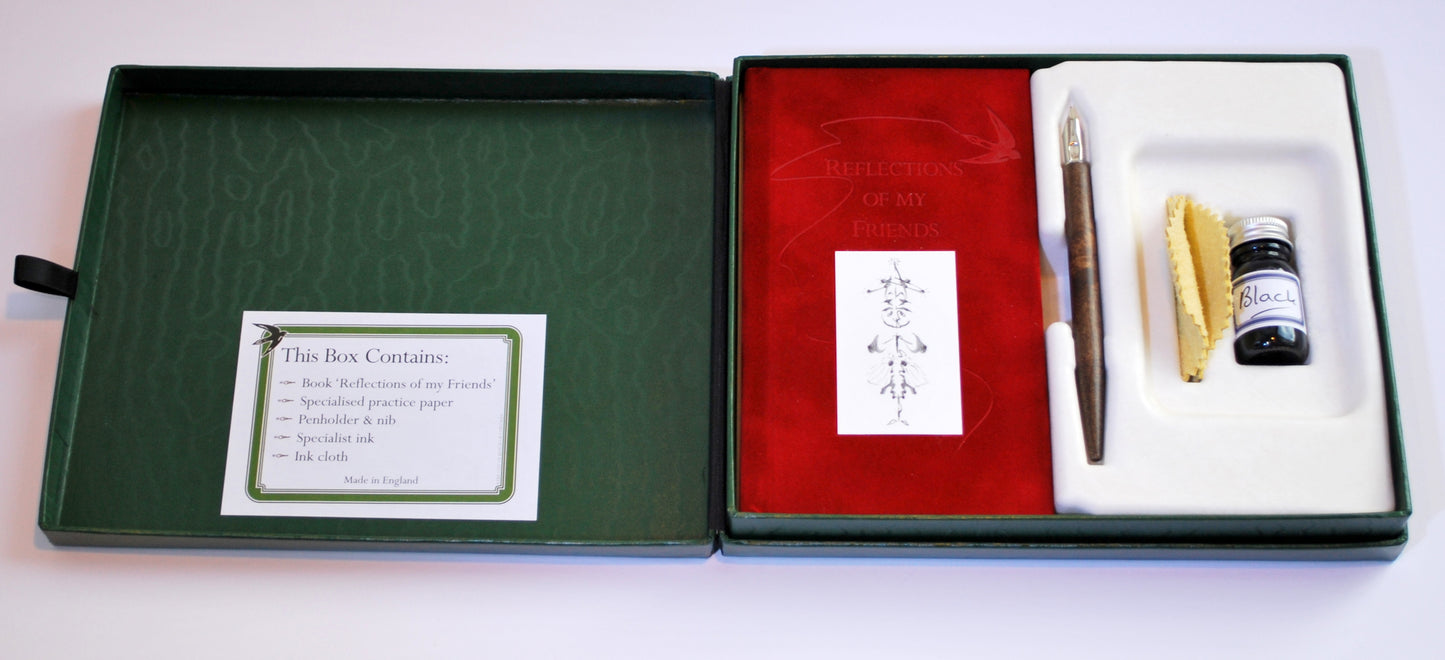 This Box Contains:
Book ‘Reflections of my Friends’
Specialised practice paper
Penholder & nib
Specialist ink
Ink cloth
Made in England
Reflections
of my
Friends
Black